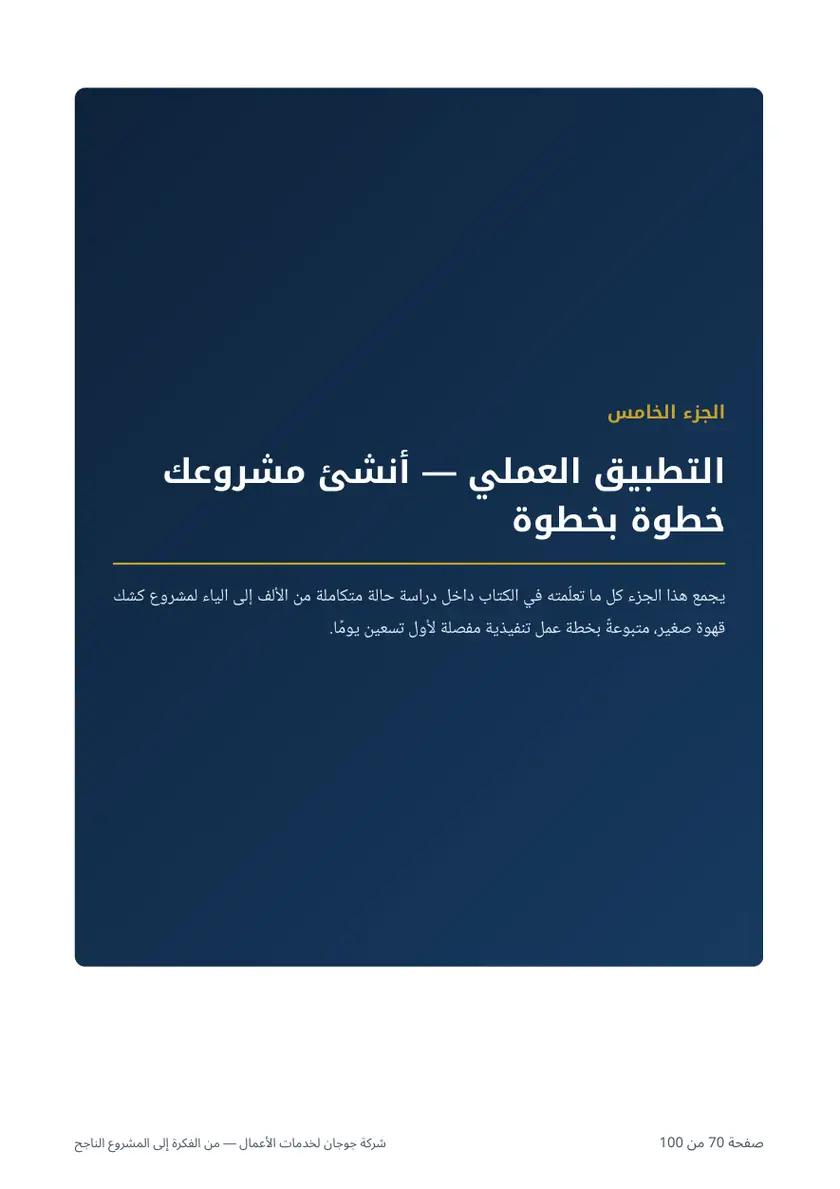 الجزء الخامس
التطبيق العملي — أنشئ مشروعك
خطوة بخطوة
يجمع هذا الجزء كل ما تعلّمته في الكتاب داخل دراسة حالة متكاملة من الألف إلى الياء لمشروع كشك
قهوة صغير، متبوعةً بخطة عمل تنفيذية مفصلة لأول تسعين يومًا.
صفحة 70 من 100
شركة جوجان لخدمات الأعمال — من الفكرة إلى المشروع الناجح